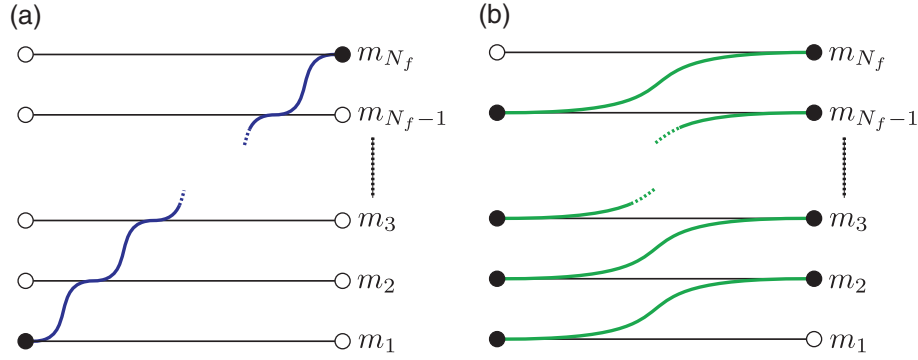 (a) (b)
m_{N_f} m_{N_f}
m_{N_f-1} m_{N_f-1}
m_3 m_3
m_2 m_2
m_1 m_1